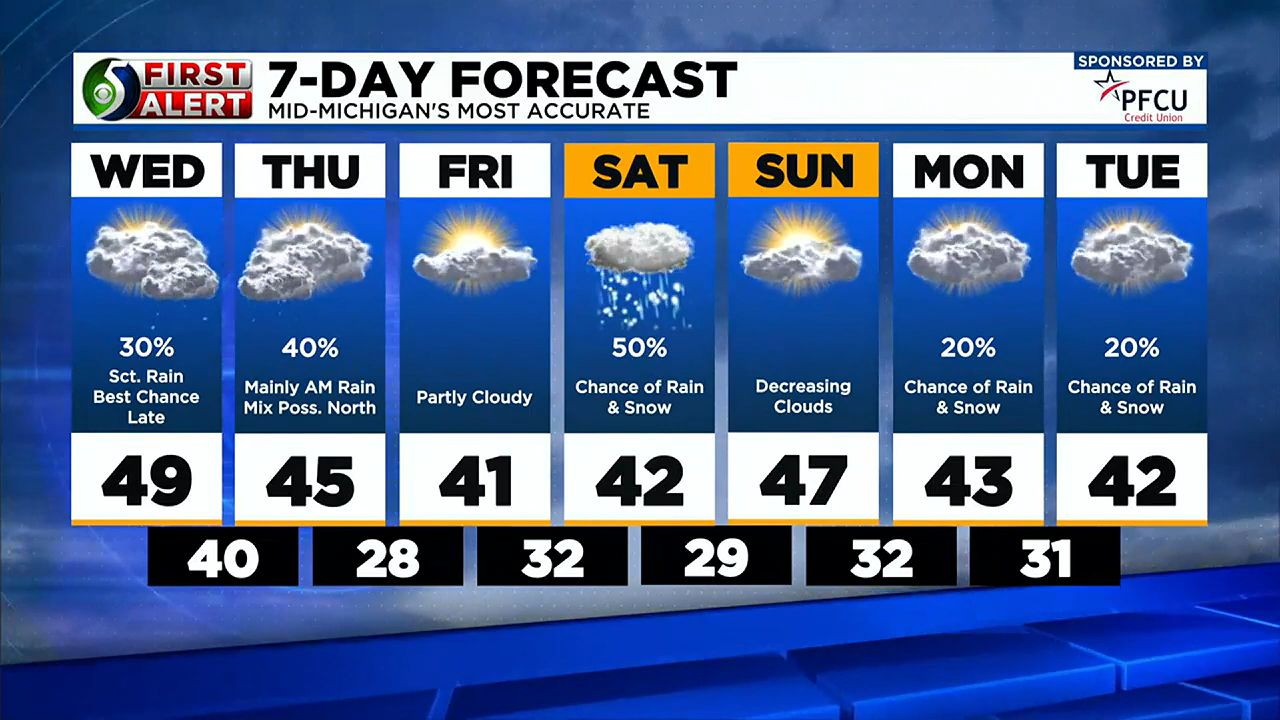 5 FIRST
ALERT
7-DAY FORECAST
MID-MICHIGAN'S MOST ACCURATE
SPONSORED BY
PFCU
Credit Union
WED
30%
Sct. Rain
Best Chance
Late
49
THU
40%
Mainly AM Rain
Mix Poss. North
45
FRI
Partly Cloudy
41
SAT
50%
Chance of Rain
& Snow
42
SUN
Decreasing
Clouds
47
MON
20%
Chance of Rain
& Snow
43
TUE
20%
Chance of Rain
& Snow
42
40
28
32
29
32
31